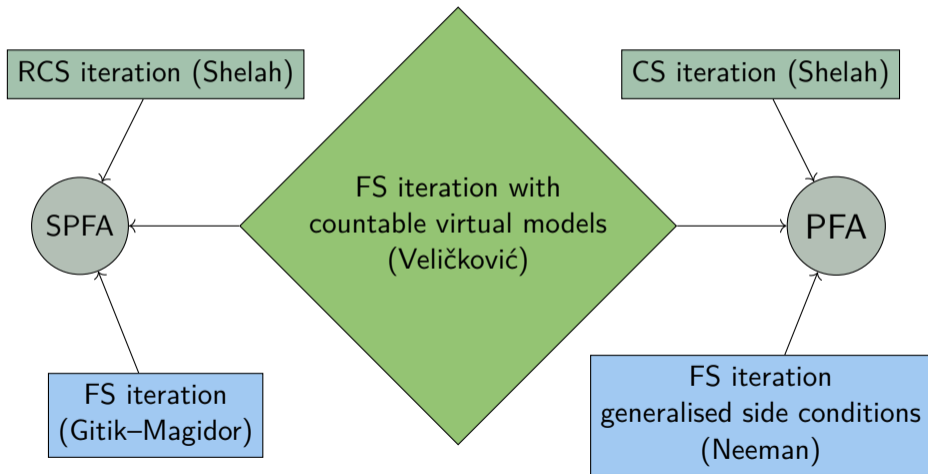 RCS iteration (Shelah)
CS iteration (Shelah)
SPFA
FS iteration with
countable virtual models
(Veličković)
PFA
FS iteration
(Gitik–Magidor)
FS iteration
generalised side conditions
(Neeman)